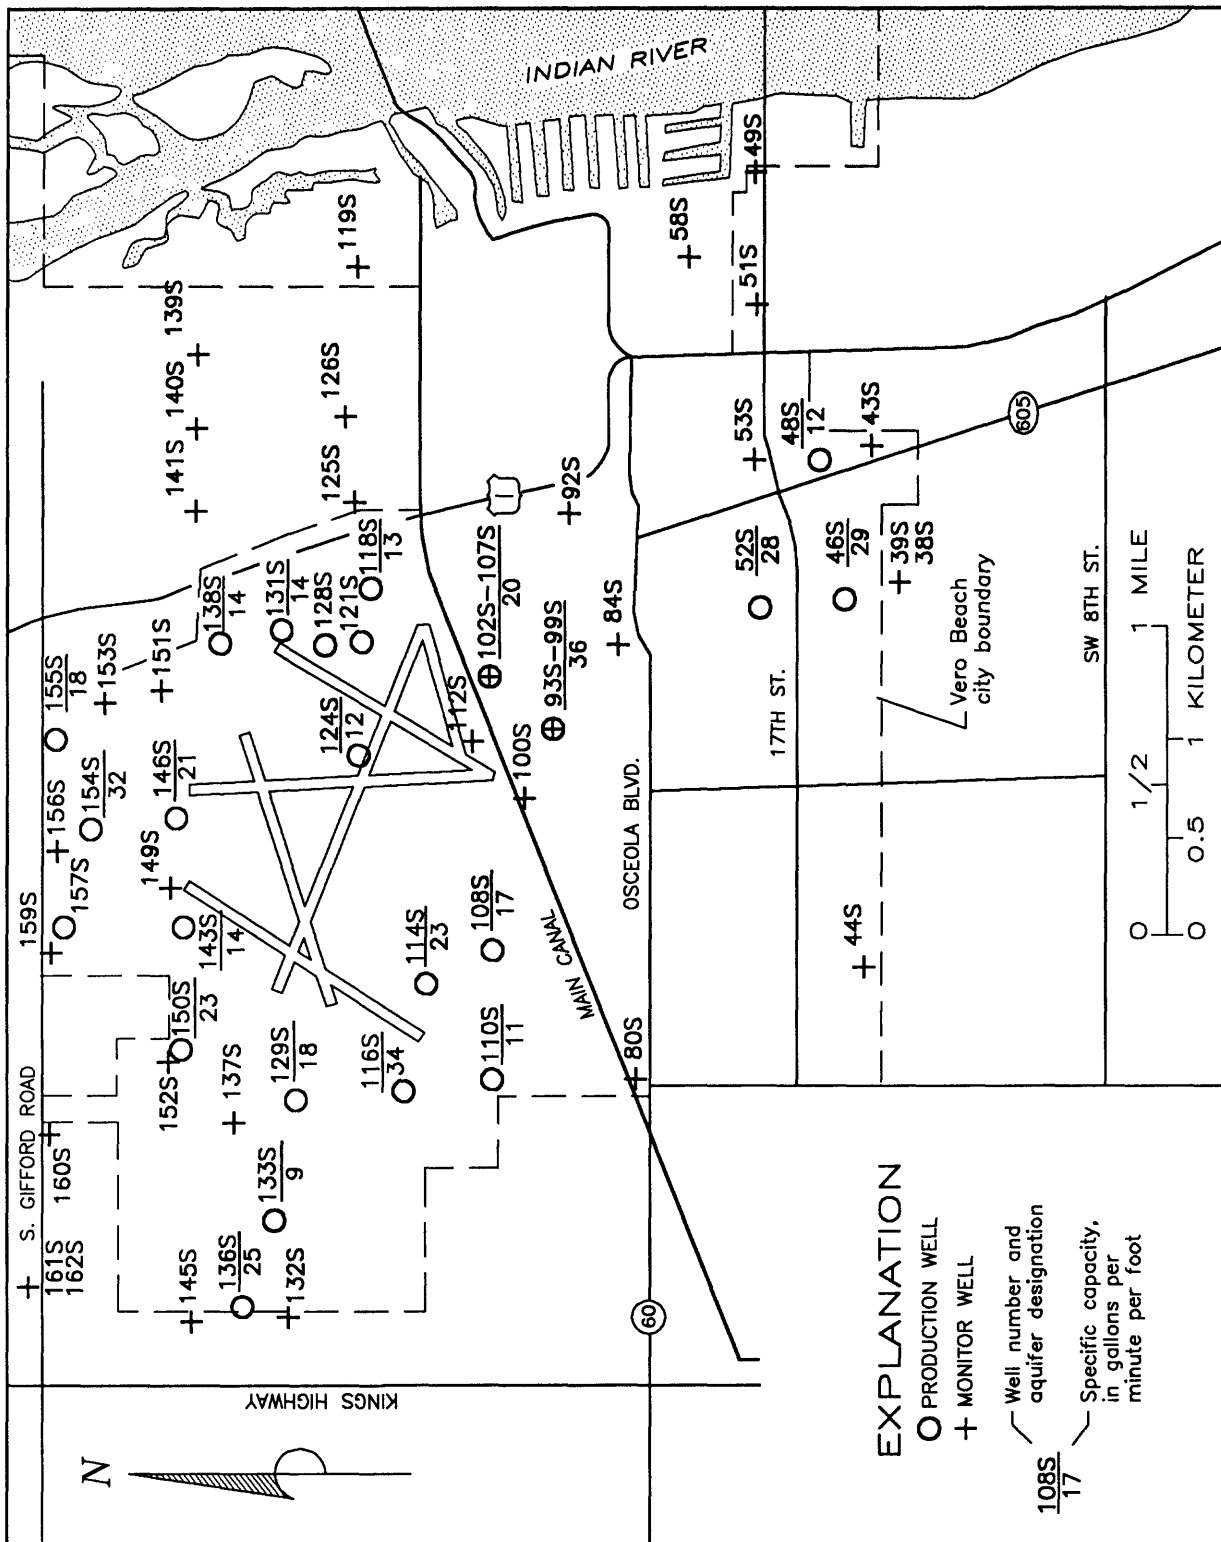 S. GIFFORD ROAD
KINGS HIGHWAY
161S
162S
160S
159S
157S
156S
154S
32
155S
18
153S
151S
145S
136S
25
132S
133S
9
137S
152S
150S
23
129S
18
143S
14
149S
146S
21
138S
14
131S
14
128S
121S
124S
12
118S
13
141S
140S
139S
125S
126S
119S
116S
34
114S
23
110S
11
108S
17
112S
100S
102S-107S
20
93S-99S
36
92S
84S
80S
MAIN CANAL
OSCEOLA BLVD.
INDIAN RIVER
1
60
58S
49S
51S
53S
52S
28
48S
12
46S
29
43S
39S
38S
44S
17TH ST.
605
SW 8TH ST.
Vero Beach
city boundary
N
EXPLANATION
PRODUCTION WELL
MONITOR WELL
108S
17
Well number and
aquifer designation
Specific capacity,
in gallons per
minute per foot
0 1/2 1 MILE
0 0.5 1 KILOMETER